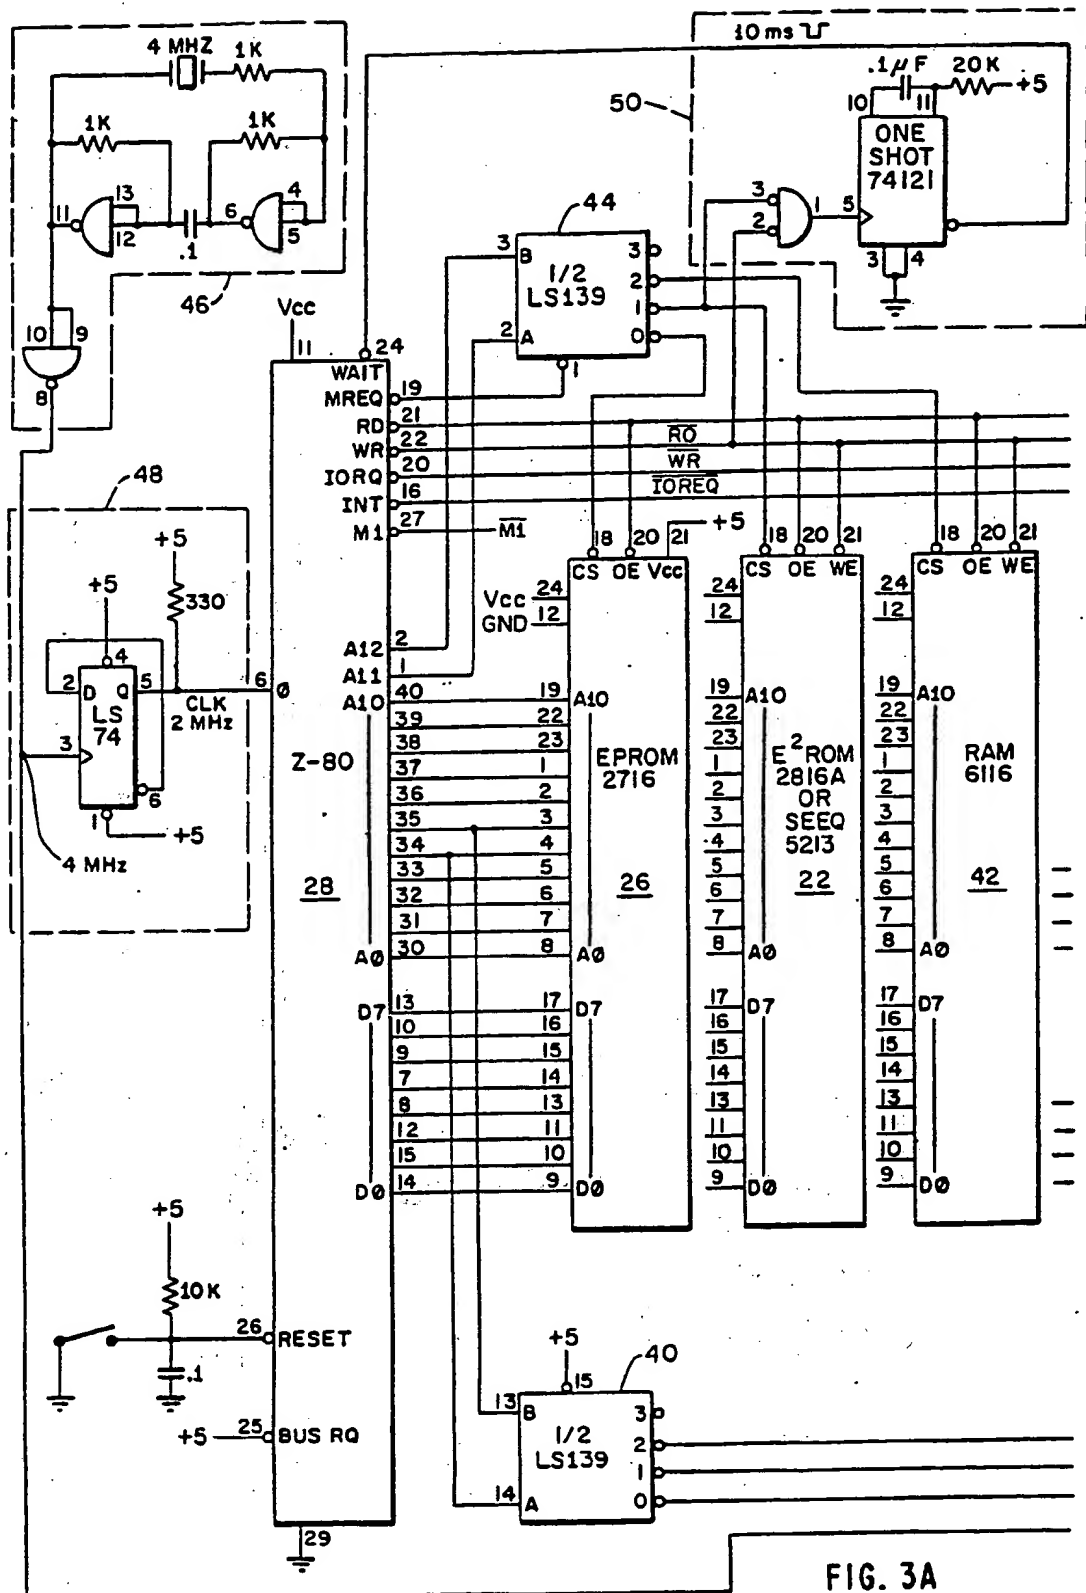 10 ms
4 MHZ
1K
.1 µF
20 K
+5
50
10
11
1K
1K
ONE
SHOT
74121
13
11
12
.1
6
4
5
44
3
2
1
5
3
4
3
B
1/2
LS139
3
2
1
0
2
A
1
46
10
9
8
Vcc
11
24
WAIT
MREQ
19
RD
21
WR
22
IORQ
20
INT
16
M1
27
M1
RO
WR
IOREQ
48
+5
330
+5
4
2
D
Q
5
LS
74
3
6
1
+5
CLK
2 MHz
4 MHz
6
Ø
Z-80
28
A12
2
A11
1
A10
40
39
38
37
36
35
34
33
32
31
A0
30
D7
13
10
9
7
8
12
15
D0
14
+5
18
20
21
CS
OE
Vcc
Vcc
24
GND
12
19
A10
22
23
1
2
3
4
5
6
7
8
A0
EPROM
2716
26
17
D7
16
15
14
13
11
10
9
D0
18
20
21
CS
OE
WE
24
12
19
A10
22
23
1
2
3
4
5
6
7
8
A0
E²ROM
2816A
OR
SEEQ
5213
22
17
D7
16
15
14
13
11
10
9
D0
18
20
21
CS
OE
WE
24
12
19
A10
22
23
1
2
3
4
5
6
7
8
A0
RAM
6116
42
17
D7
16
15
14
13
11
10
9
D0
+5
10K
26
RESET
.1
+5
25
BUS RQ
29
+5
15
40
13
B
1/2
LS139
3
2
1
0
14
A
FIG. 3A